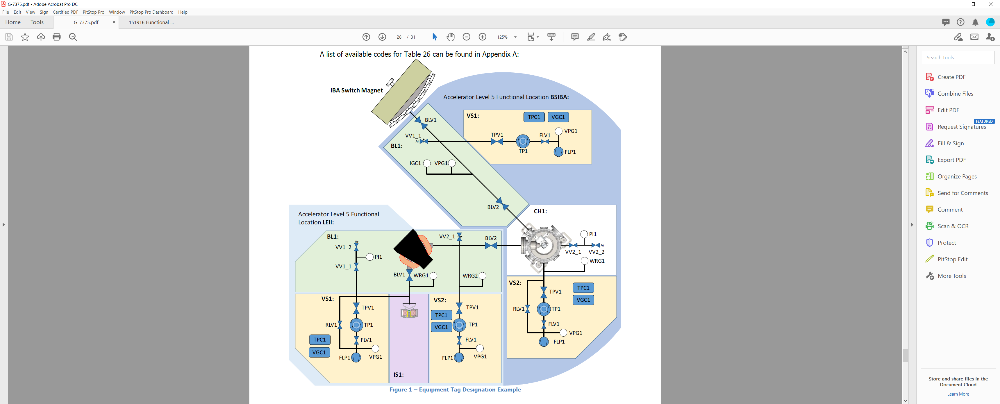 G-7375.pdf - Adobe Acrobat Pro DC
File Edit View Sign Certified PDF PitStop Pro Window PitStop Pro Dashboard Help
Home Tools G-7375.pdf × 151916 Functional ...
28 / 31 125%
A list of available codes for Table 26 can be found in Appendix A:
IBA Switch Magnet
Accelerator Level 5 Functional Location B5IBA:
VS1:
TPC1 VGC1
BLV1
VPG1
VV1_1
Ar
TPV1
FLV1
BL1:
TP1
FLP1
IGC1 VPG1
BLV2
CH1:
PI1
Ar
VV2_1 VV2_2
WRG1
VS2:
TPC1
VGC1
TPV1
RLV1
TP1
FLV1
VPG1
FLP1
Accelerator Level 5 Functional
Location LEII:
BL1:
Ar
VV1_2
PI1
VV1_1
BLV1
WRG1
VV2_1
BLV2
WRG2
VS1:
TPV1
RLV1
TP1
TPC1
FLV1
VGC1
FLP1
VPG1
IS1:
VS2:
TPV1
TPC1
VGC1
TP1
FLV1
FLP1
VPG1
Figure 1 – Equipment Tag Designation Example
Search tools
Create PDF
Combine Files
Edit PDF
FEATURED
Request Signatures
Fill & Sign
Export PDF
Organize Pages
Send for Comments
Comment
Scan & OCR
Protect
PitStop Edit
More Tools
Store and share files in the
Document Cloud
Learn More